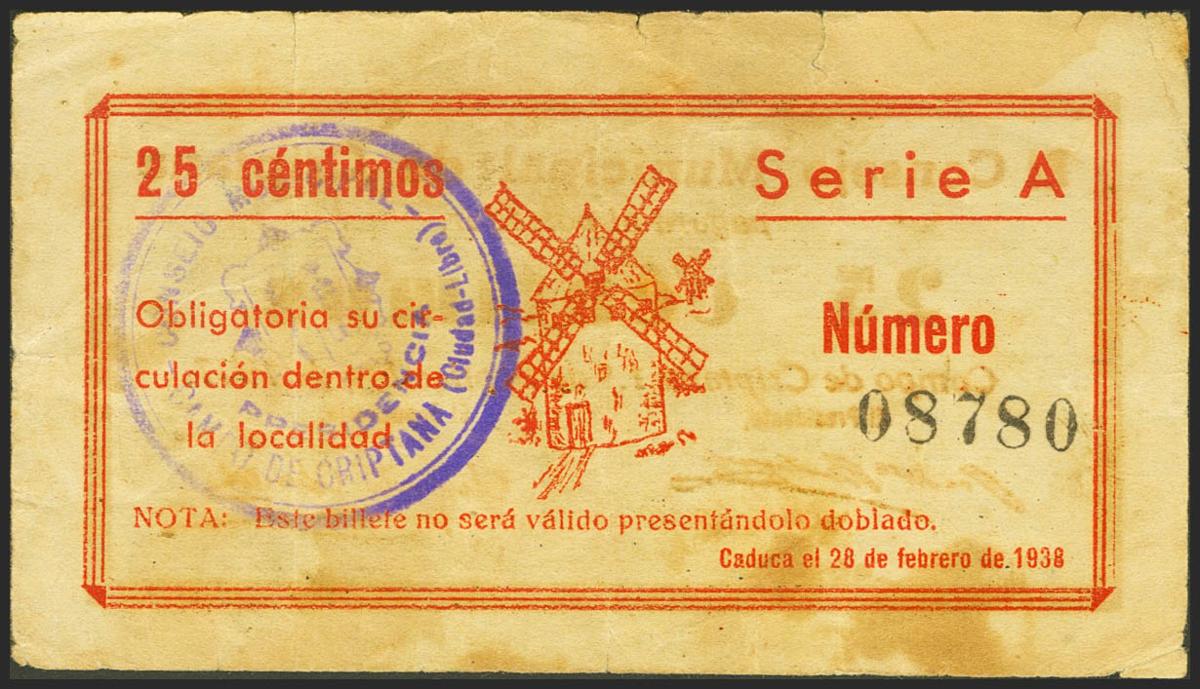 25 céntimos
Serie A
Obligatoria su cir-
culación dentro de
la localidad
Número
08780
NOTA: Este billete no será válido presentándolo doblado.
Caduca el 28 de febrero de 1938
CAMPO DE CRIPTANA (Ciudad-Libre)
PRESIDENCIA